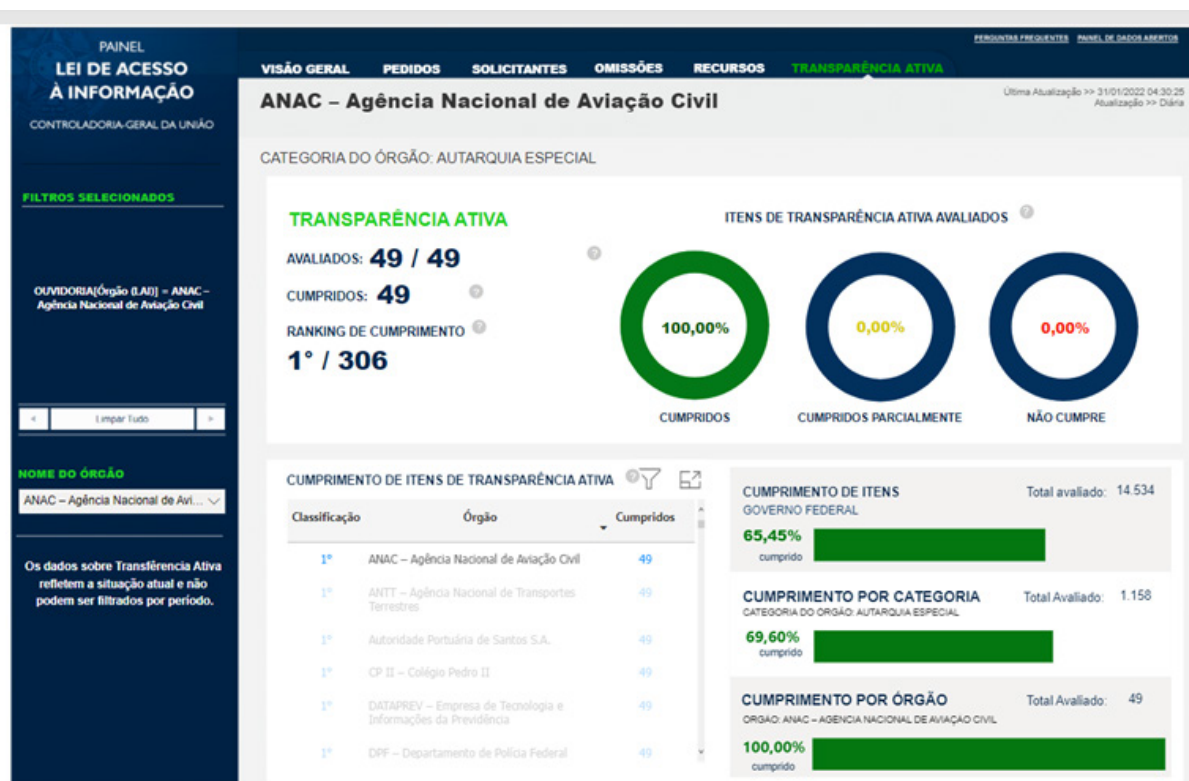 PAINEL
LEI DE ACESSO
À INFORMAÇÃO
CONTROLADORIA-GERAL DA UNIÃO
FILTROS SELECIONADOS
OUVIDORIA[Órgão (LAI)] = ANAC –
Agência Nacional de Aviação Civil
<
Limpar Tudo
>
NOME DO ÓRGÃO
ANAC – Agência Nacional de Avi...
Os dados sobre Transfêrencia Ativa
refletem a situação atual e não
podem ser filtrados por período.
PERGUNTAS FREQUENTES PAINEL DE DADOS ABERTOS
VISÃO GERAL PEDIDOS SOLICITANTES OMISSÕES RECURSOS TRANSPARÊNCIA ATIVA
ANAC – Agência Nacional de Aviação Civil
Última Atualização >> 31/01/2022 04:30:25
Atualização >> Diária
CATEGORIA DO ÓRGÃO: AUTARQUIA ESPECIAL
TRANSPARÊNCIA ATIVA
AVALIADOS: 49 / 49 ?
CUMPRIDOS: 49 ?
RANKING DE CUMPRIMENTO ?
1° / 306
ITENS DE TRANSPARÊNCIA ATIVA AVALIADOS ?
100,00% 0,00% 0,00%
CUMPRIDOS CUMPRIDOS PARCIALMENTE NÃO CUMPRE
CUMPRIMENTO DE ITENS DE TRANSPARÊNCIA ATIVA ?
Classificação Órgão Cumpridos
1° ANAC – Agência Nacional de Aviação Civil 49
1° ANTT – Agência Nacional de Transportes 49
Terrestres
1° Autoridade Portuária de Santos S.A. 49
1° CP II – Colégio Pedro II 49
1° DATAPREV – Empresa de Tecnologia e 49
Informações da Previdência
1° DPF – Departamento de Polícia Federal 49
CUMPRIMENTO DE ITENS Total avaliado: 14.534
GOVERNO FEDERAL
65,45%
cumprido
CUMPRIMENTO POR CATEGORIA Total Avaliado: 1.158
CATEGORIA DO ORGÃO: AUTARQUIA ESPECIAL
69,60%
cumprido
CUMPRIMENTO POR ÓRGÃO Total Avaliado: 49
ORGÃO: ANAC – AGENCIA NACIONAL DE AVIAÇÃO CIVIL
100,00%
cumprido